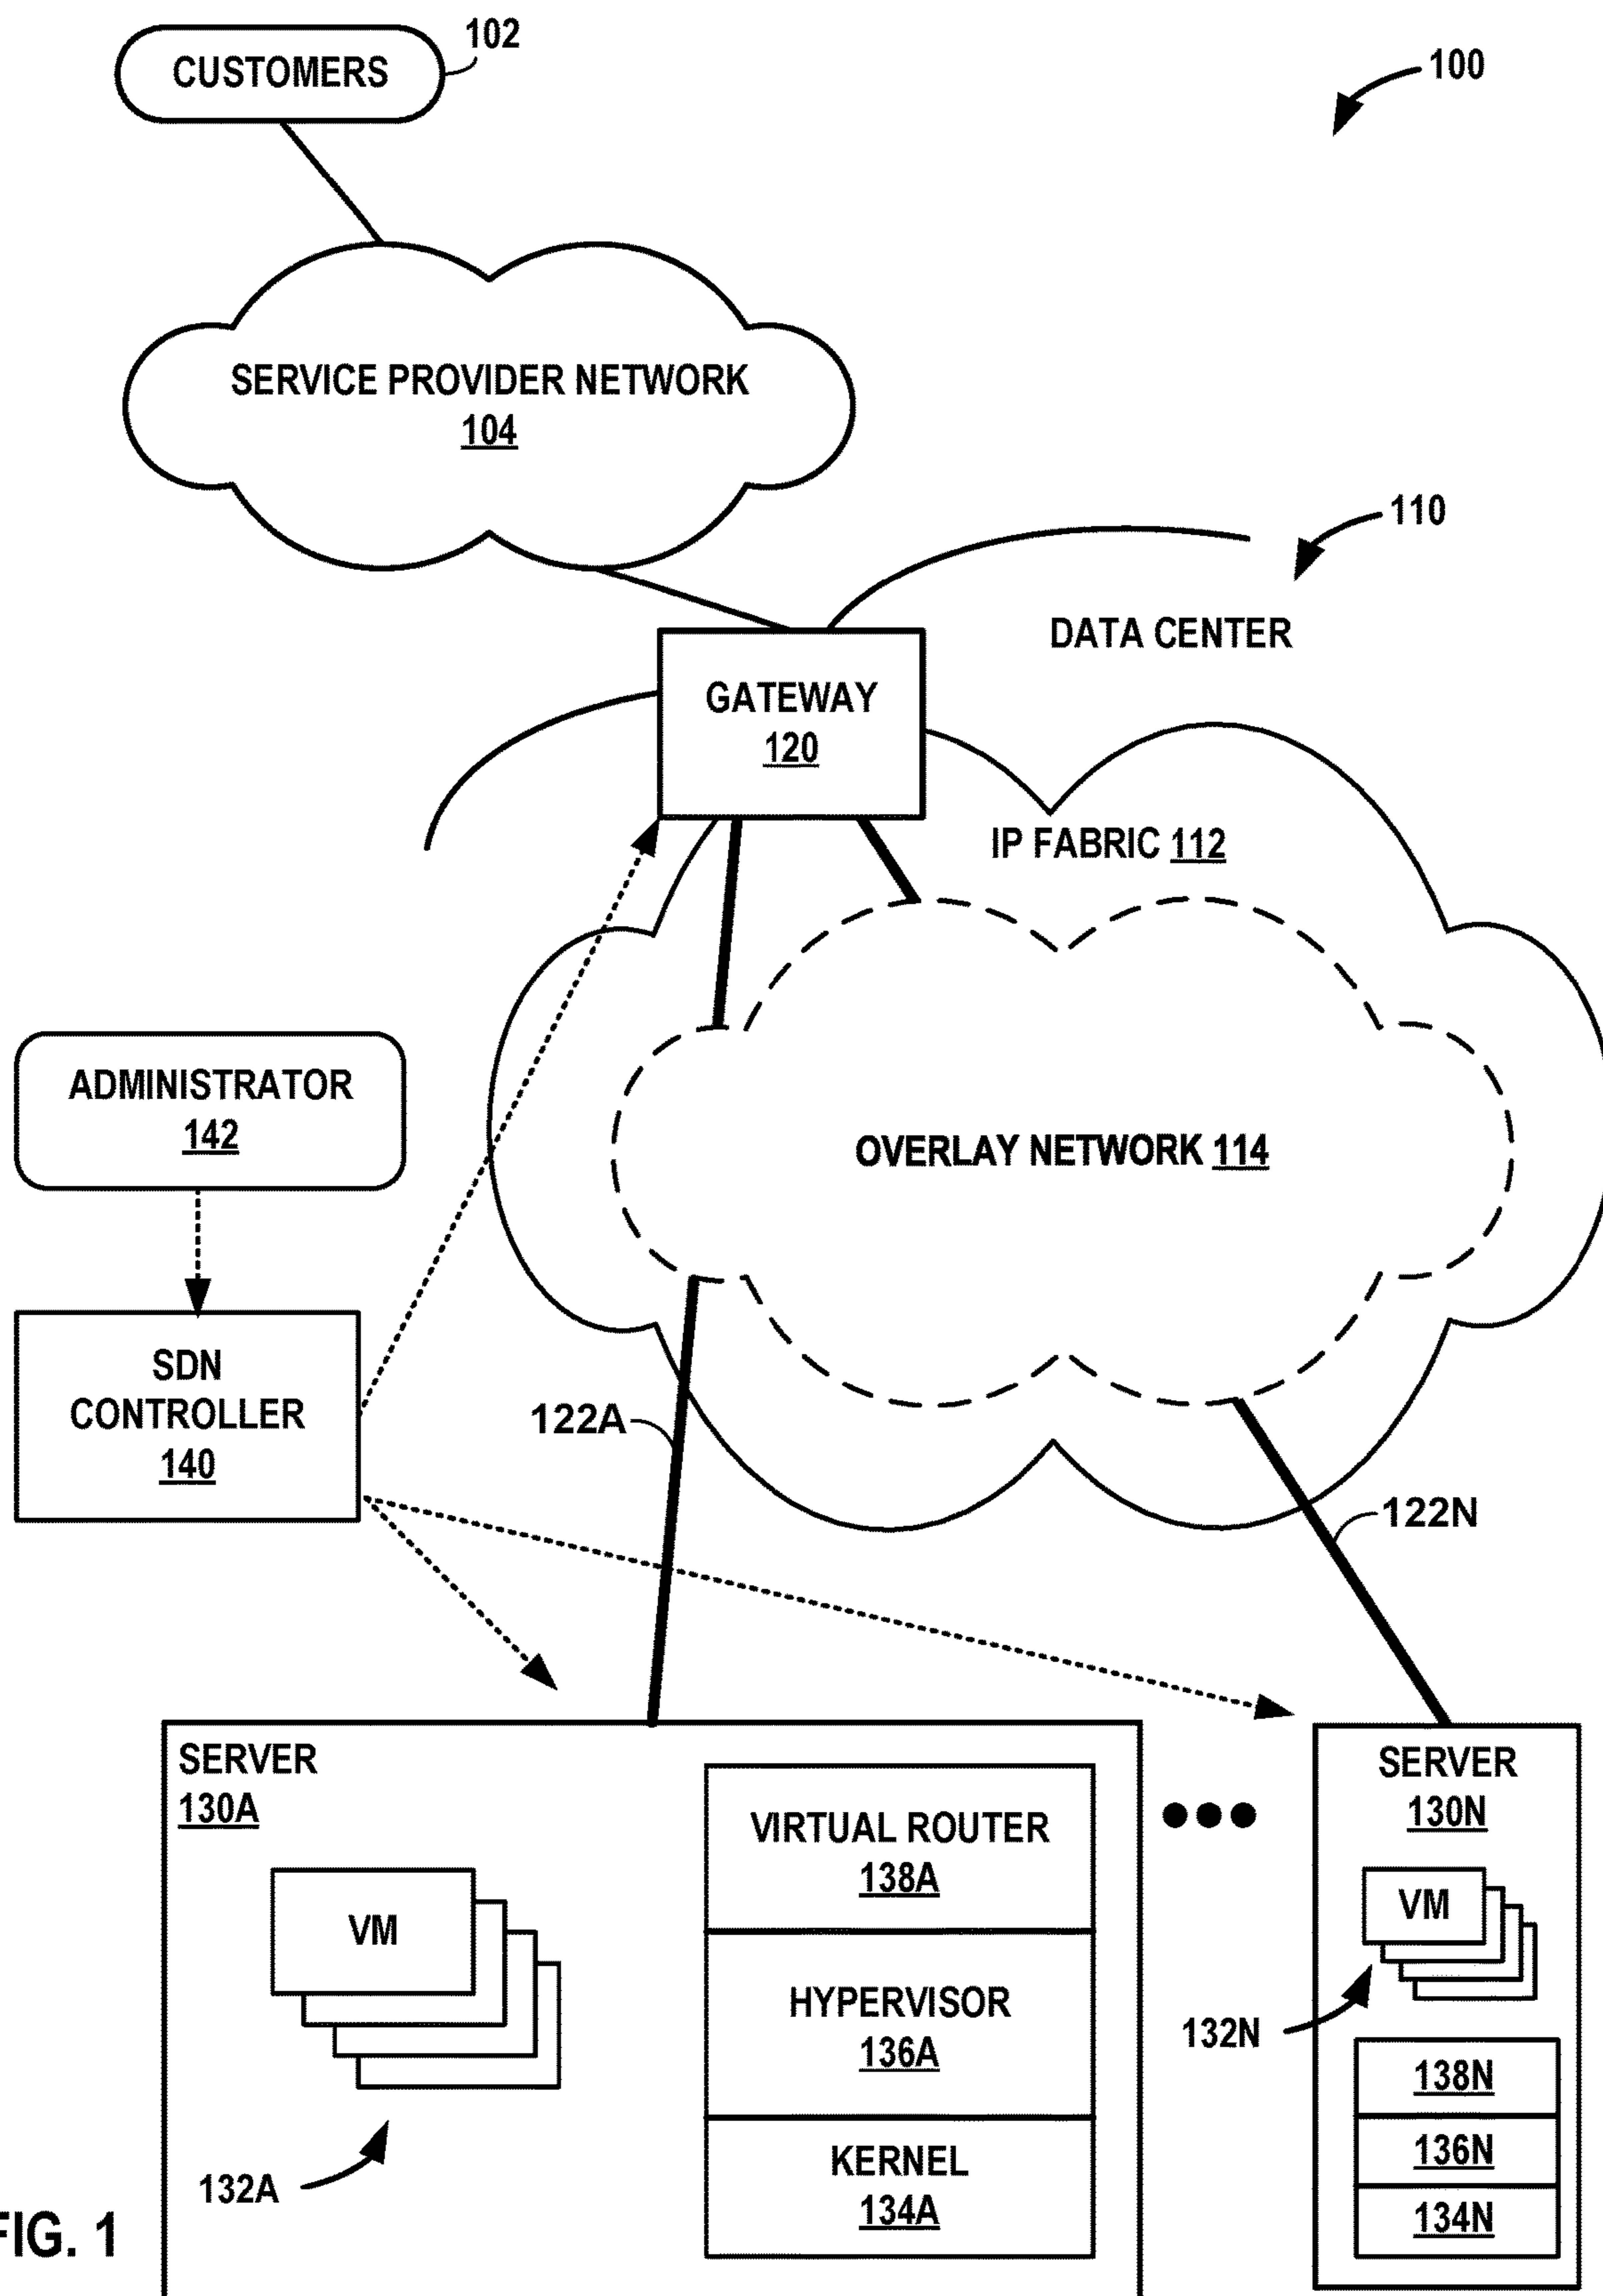 CUSTOMERS
102
100
SERVICE PROVIDER NETWORK
104
110
DATA CENTER
GATEWAY
120
IP FABRIC 112
ADMINISTRATOR
142
OVERLAY NETWORK 114
SDN
CONTROLLER
140
122A
122N
SERVER
130A
VIRTUAL ROUTER
138A
VM
HYPERVISOR
136A
KERNEL
134A
132A
SERVER
130N
VM
132N
138N
136N
134N
FIG. 1